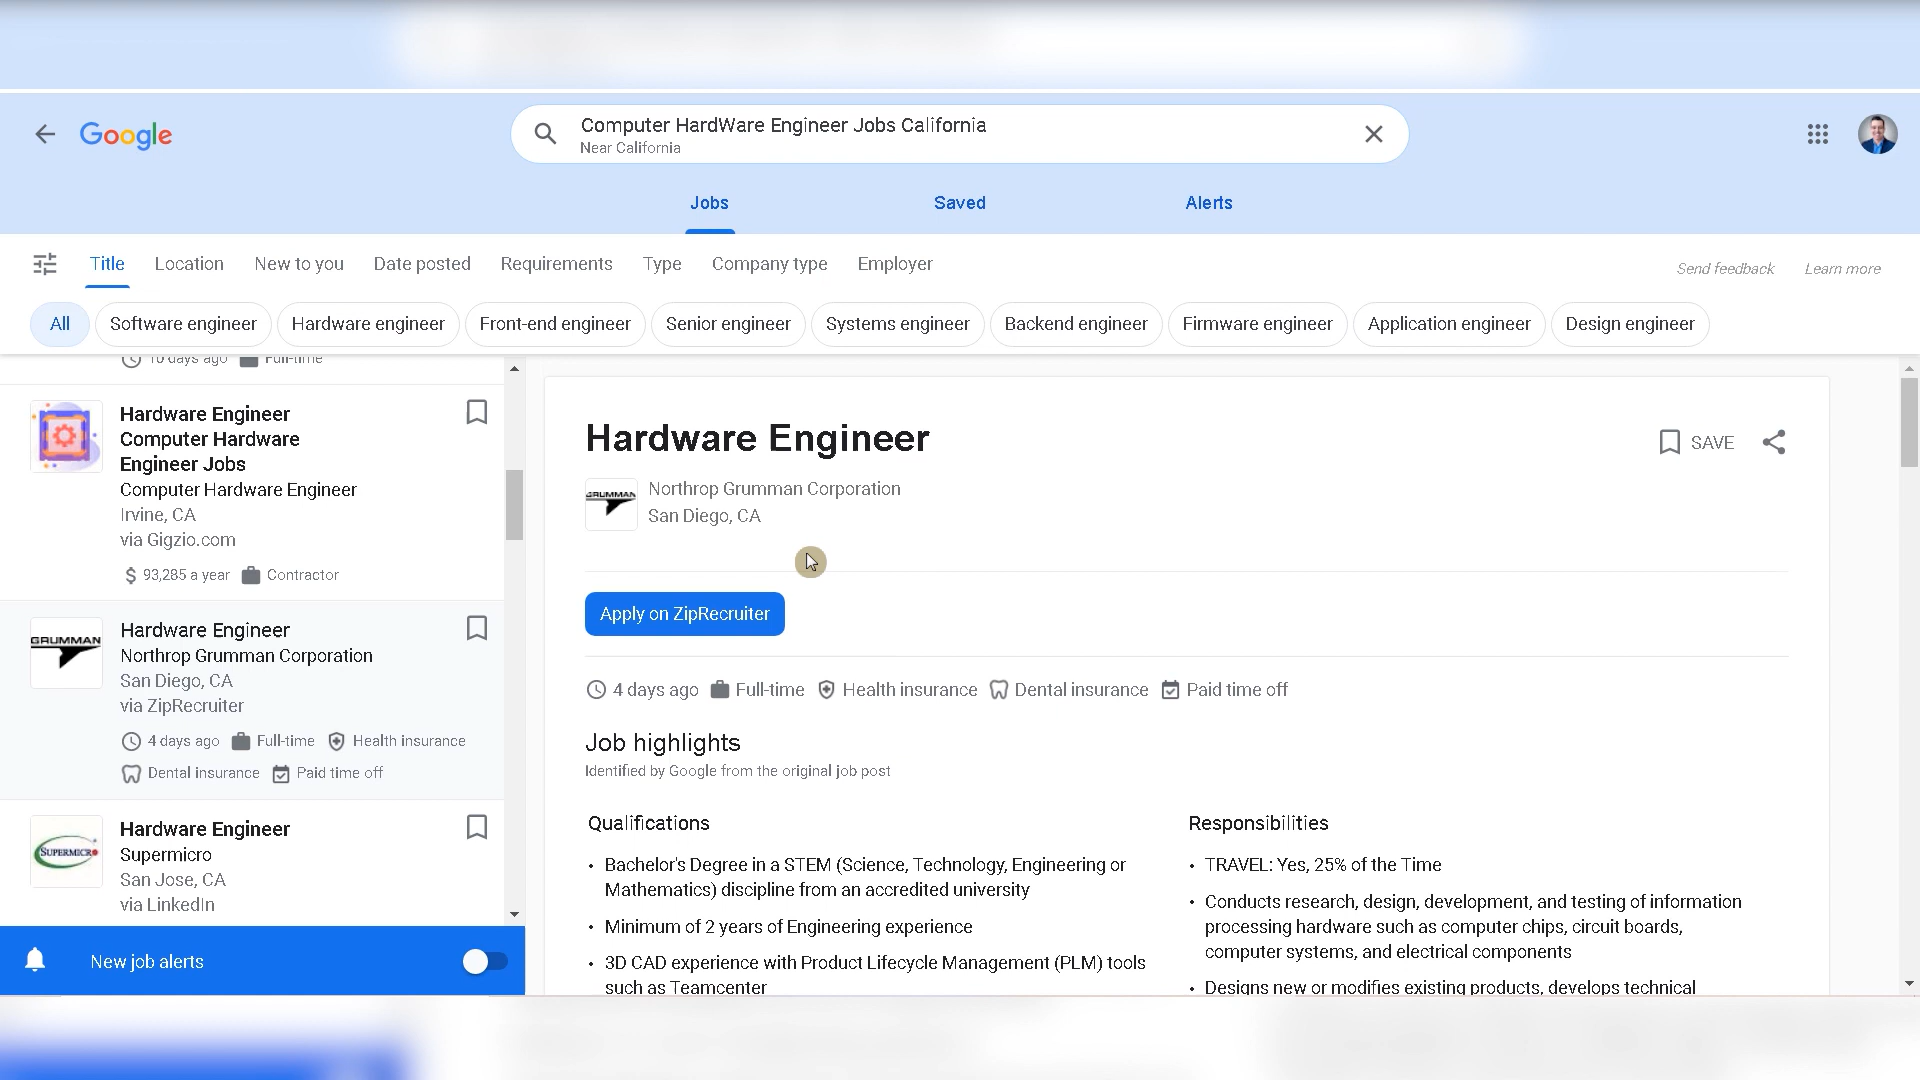 Google
Computer HardWare Engineer Jobs California
Near California
Jobs
Saved
Alerts
Title
Location
New to you
Date posted
Requirements
Type
Company type
Employer
Send feedback
Learn more
All
Software engineer
Hardware engineer
Front-end engineer
Senior engineer
Systems engineer
Backend engineer
Firmware engineer
Application engineer
Design engineer
10 days ago Full-time
Hardware Engineer
Computer Hardware
Engineer Jobs
Computer Hardware Engineer
Irvine, CA
via Gigzio.com
$ 93,285 a year Contractor
GRUMMAN
Hardware Engineer
Northrop Grumman Corporation
San Diego, CA
via ZipRecruiter
4 days ago Full-time Health insurance
Dental insurance Paid time off
SUPERMICR
Hardware Engineer
Supermicro
San Jose, CA
via LinkedIn
New job alerts
Hardware Engineer
SAVE
GRUMMAN
Northrop Grumman Corporation
San Diego, CA
Apply on ZipRecruiter
4 days ago Full-time Health insurance Dental insurance Paid time off
Job highlights
Identified by Google from the original job post
Qualifications
• Bachelor's Degree in a STEM (Science, Technology, Engineering or
Mathematics) discipline from an accredited university
• Minimum of 2 years of Engineering experience
• 3D CAD experience with Product Lifecycle Management (PLM) tools
such as Teamcenter
Responsibilities
• TRAVEL: Yes, 25% of the Time
• Conducts research, design, development, and testing of information
processing hardware such as computer chips, circuit boards,
computer systems, and electrical components
• Designs new or modifies existing products, develops technical